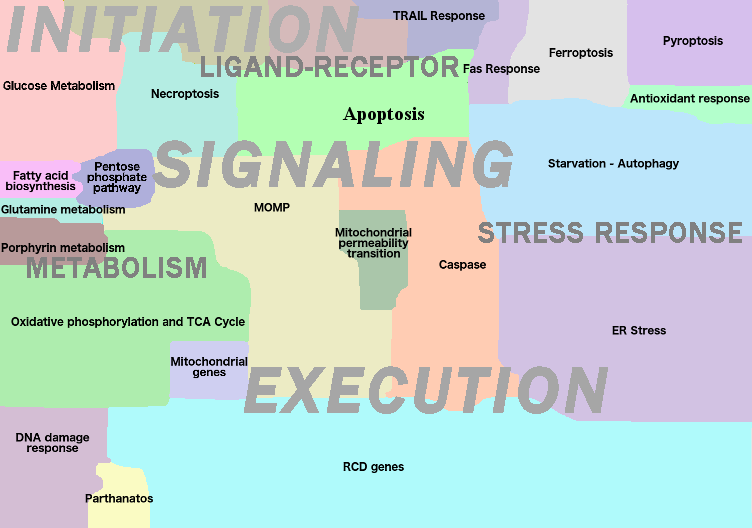 INITIATION
TRAIL Response
LIGAND-RECEPTOR
Fas Response
Ferroptosis
Pyroptosis
Glucose Metabolism
Necroptosis
Apoptosis
Antioxidant response
SIGNALING
Starvation - Autophagy
Fatty acid
biosynthesis
Pentose
phosphate
pathway
Glutamine metabolism
MOMP
Mitochondrial
permeability
transition
STRESS RESPONSE
Porphyrin metabolism
METABOLISM
Caspase
Oxidative phosphorylation and TCA Cycle
ER Stress
Mitochondrial
genes
EXECUTION
DNA damage
response
RCD genes
Parthanatos